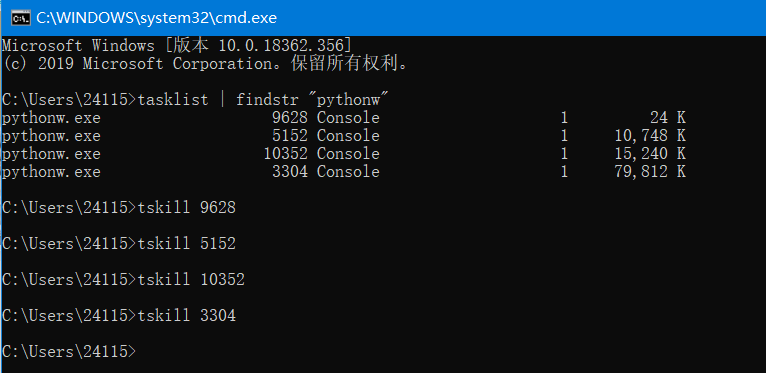 C:\WINDOWS\system32\cmd.exe
Microsoft Windows [版本 10.0.18362.356]
(c) 2019 Microsoft Corporation。保留所有权利。
C:\Users\24115>tasklist | findstr "pythonw"
pythonw.exe                   9628 Console                    1         24 K
pythonw.exe                   5152 Console                    1     10,748 K
pythonw.exe                  10352 Console                    1     15,240 K
pythonw.exe                   3304 Console                    1     79,812 K
C:\Users\24115>tskill 9628
C:\Users\24115>tskill 5152
C:\Users\24115>tskill 10352
C:\Users\24115>tskill 3304
C:\Users\24115>